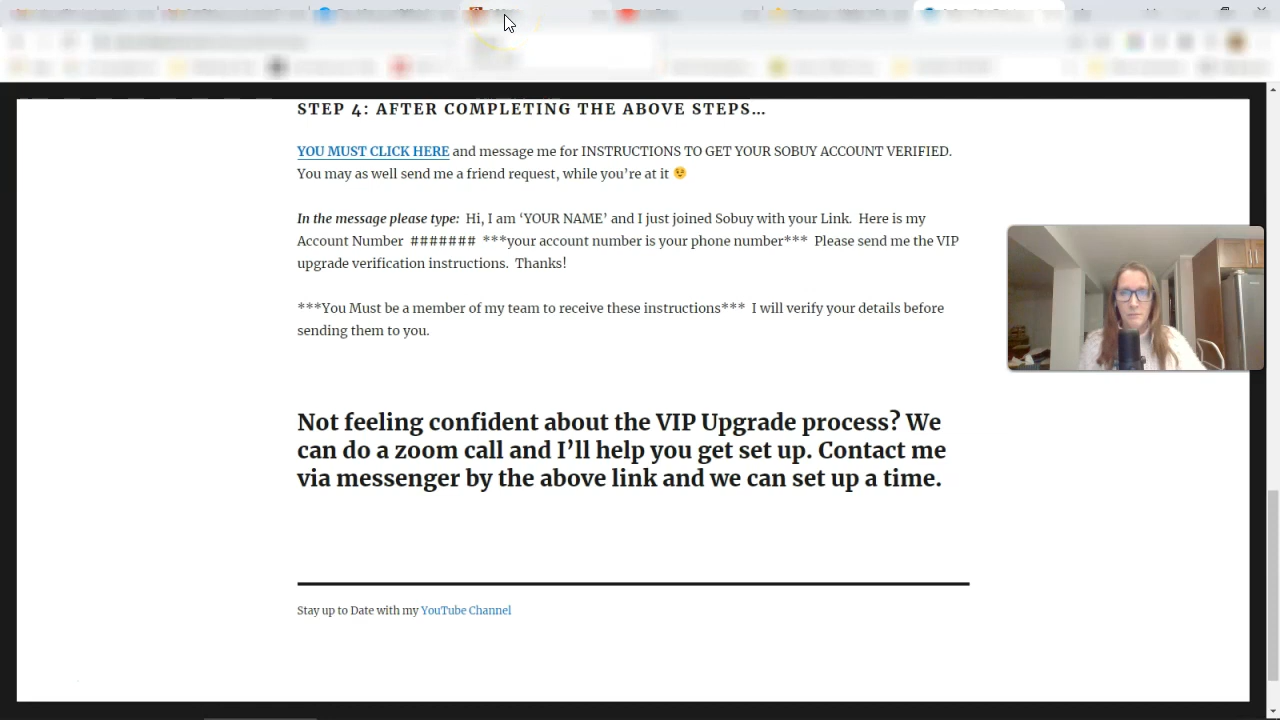 STEP 4: AFTER COMPLETING THE ABOVE STEPS…
YOU MUST CLICK HERE and message me for INSTRUCTIONS TO GET YOUR SOBUY ACCOUNT VERIFIED.
You may as well send me a friend request, while you’re at it 😉
In the message please type: Hi, I am ‘YOUR NAME’ and I just joined Sobuy with your Link. Here is my
Account Number ####### ***your account number is your phone number*** Please send me the VIP
upgrade verification instructions. Thanks!
***You Must be a member of my team to receive these instructions*** I will verify your details before
sending them to you.
Not feeling confident about the VIP Upgrade process? We
can do a zoom call and I’ll help you get set up. Contact me
via messenger by the above link and we can set up a time.
Stay up to Date with my YouTube Channel